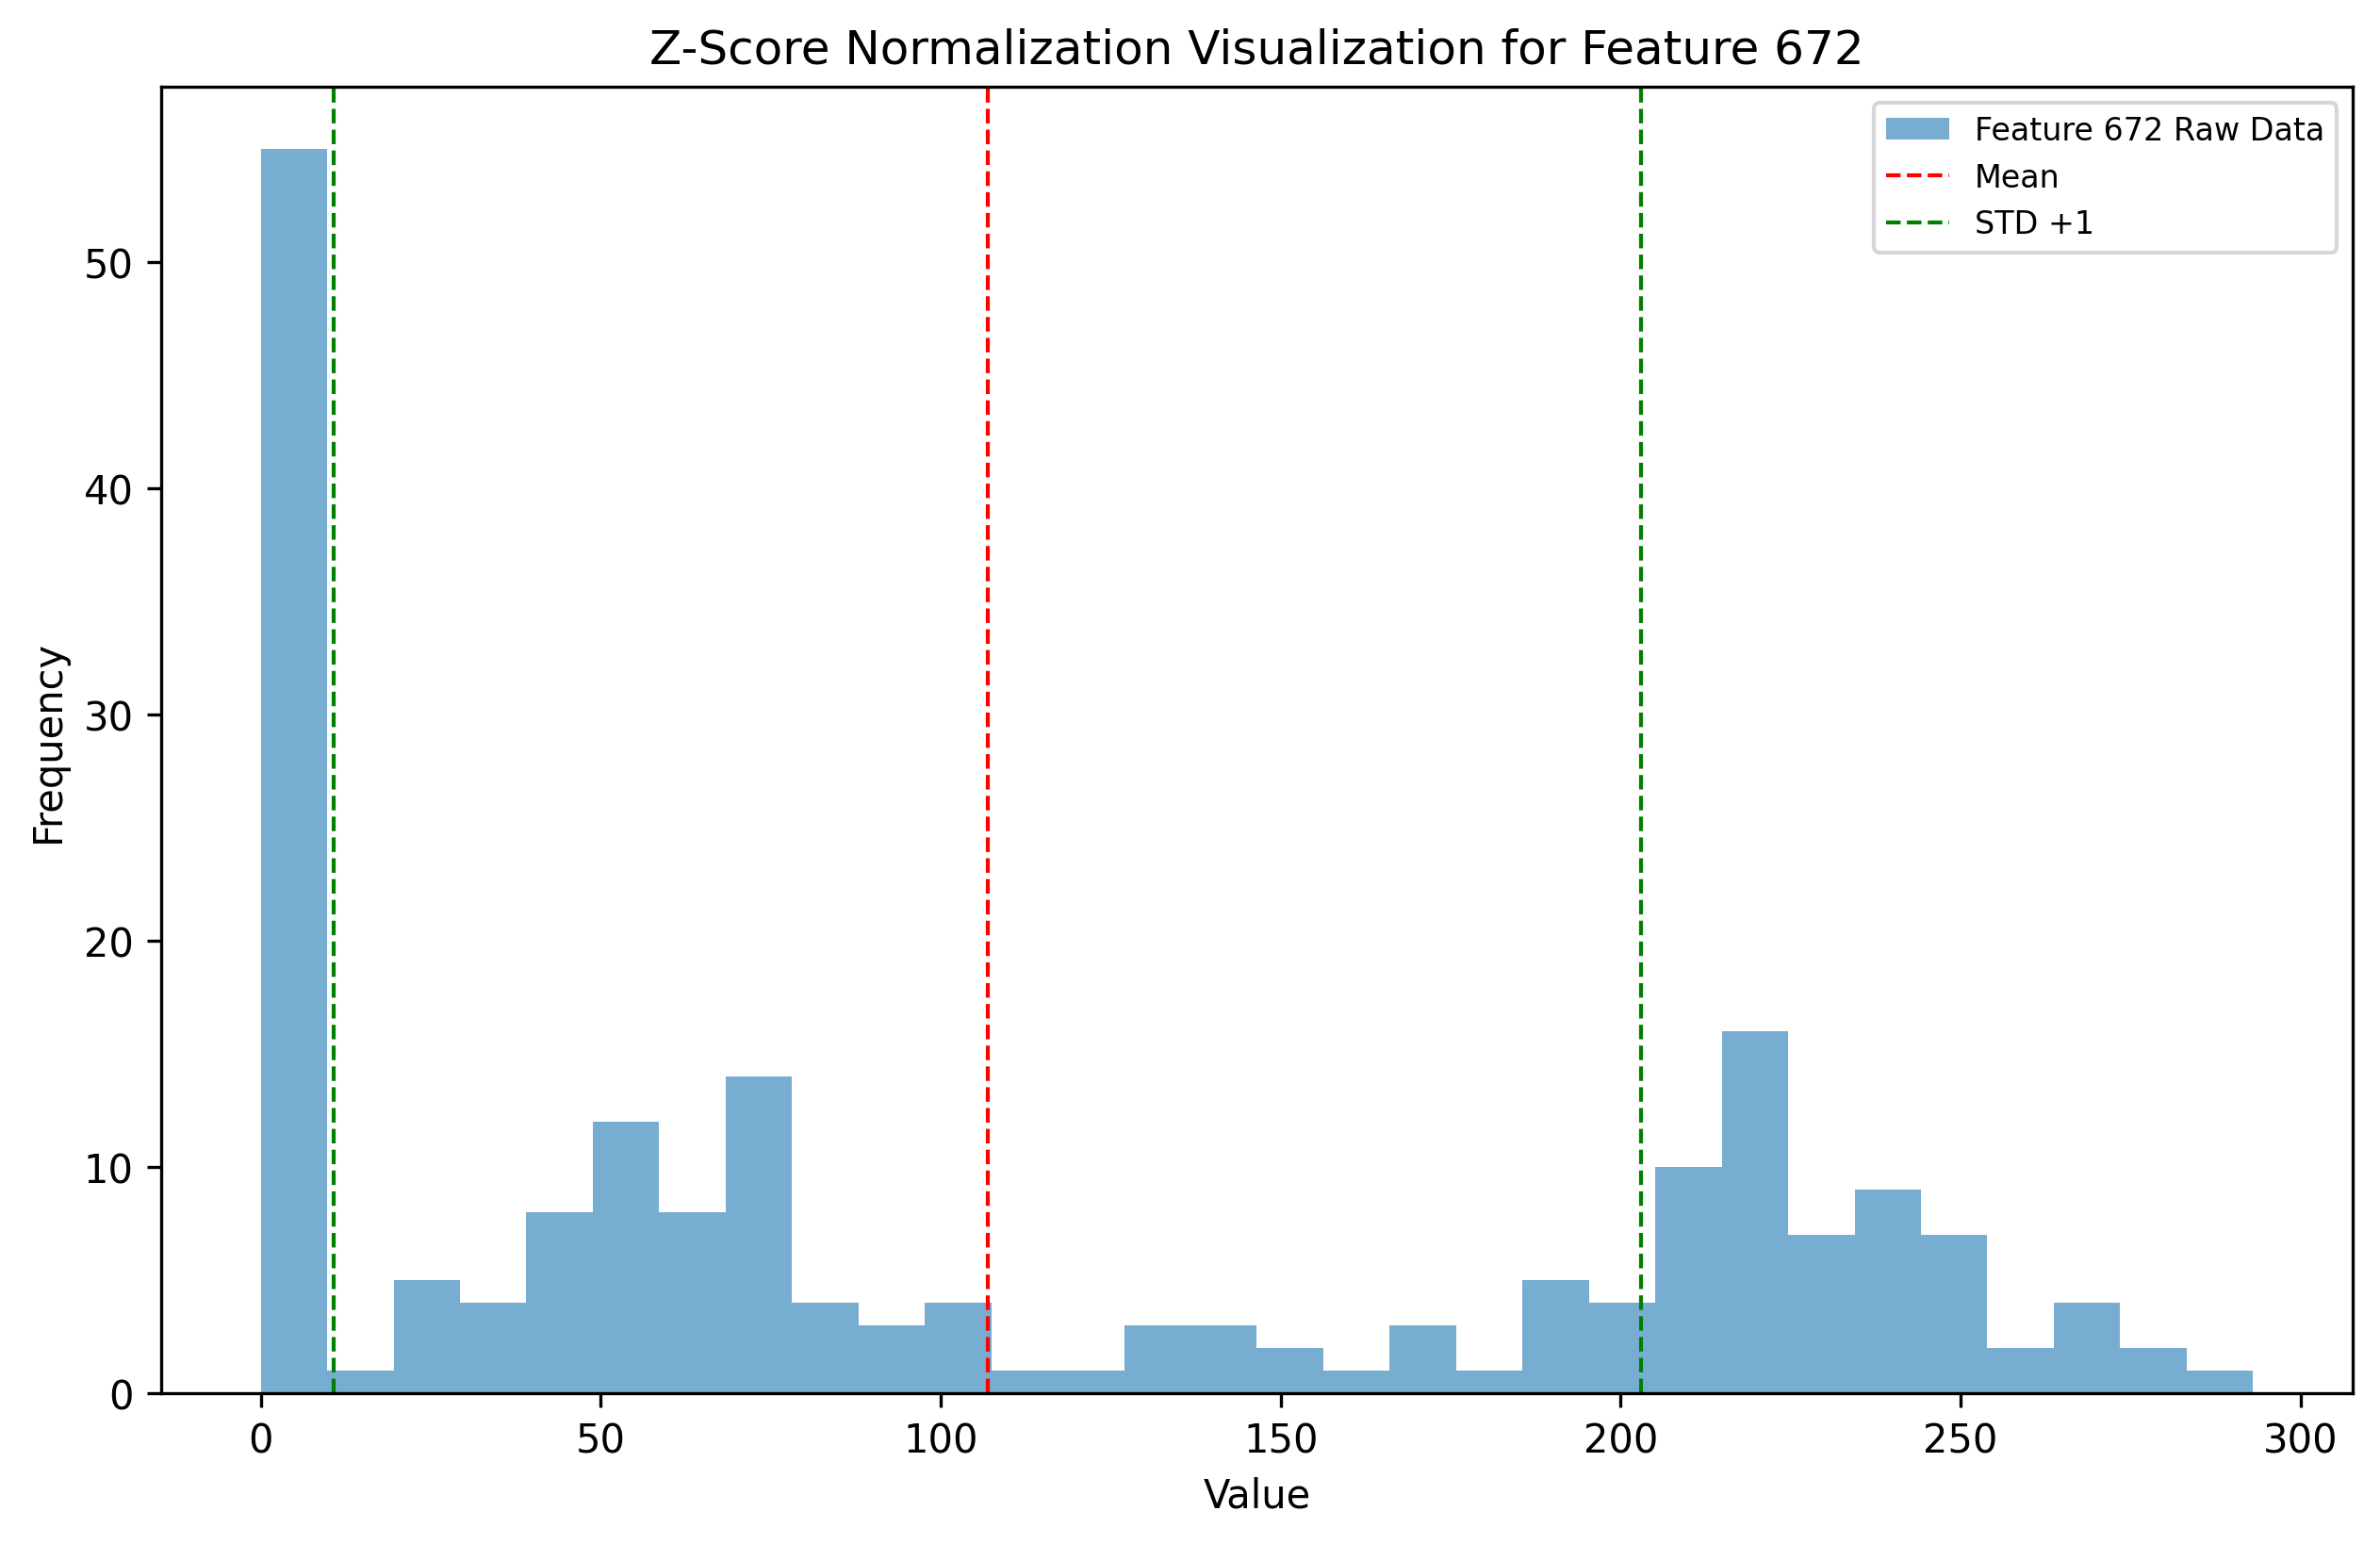 Z-Score Normalization Visualization for Feature 672
Feature 672 Raw Data
Mean
STD +1
50
40
30
20
10
0
Frequency
0 50 100 150 200 250 300
Value